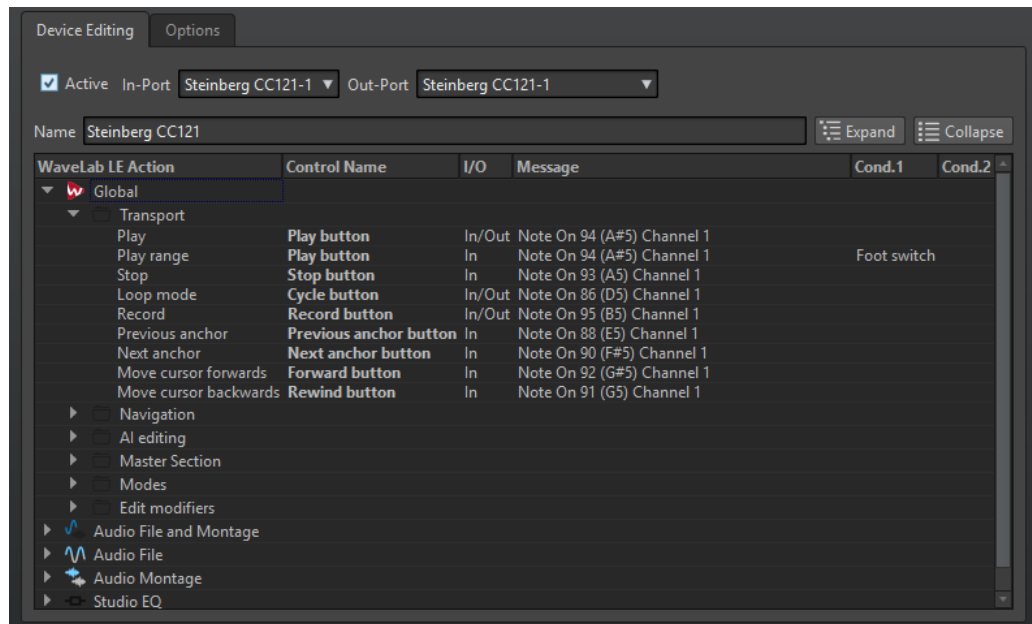 Device Editing Options
Active In-Port Steinberg CC121-1 Out-Port Steinberg CC121-1
Name Steinberg CC121 Expand Collapse
WaveLab LE Action Control Name I/O Message Cond.1 Cond.2
Global
Transport
Play Play button In/Out Note On 94 (A#5) Channel 1
Play range Play button In Note On 94 (A#5) Channel 1 Foot switch
Stop Stop button In Note On 93 (A5) Channel 1
Loop mode Cycle button In/Out Note On 86 (D5) Channel 1
Record Record button In/Out Note On 95 (B5) Channel 1
Previous anchor Previous anchor button In Note On 88 (E5) Channel 1
Next anchor Next anchor button In Note On 90 (F#5) Channel 1
Move cursor forwards Forward button In Note On 92 (G#5) Channel 1
Move cursor backwards Rewind button In Note On 91 (G5) Channel 1
Navigation
AI editing
Master Section
Modes
Edit modifiers
Audio File and Montage
Audio File
Audio Montage
Studio EQ